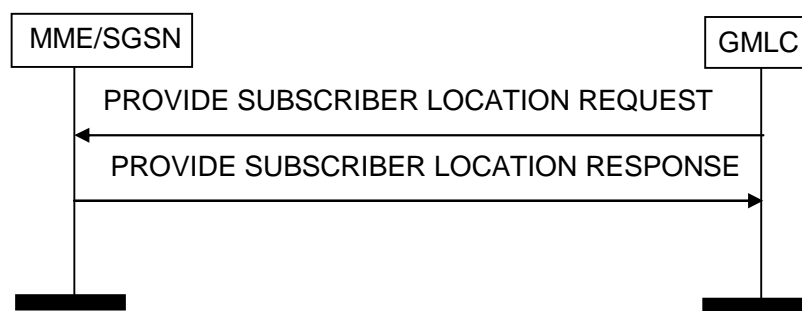 MME/SGSN
GMLC
PROVIDE SUBSCRIBER LOCATION REQUEST
PROVIDE SUBSCRIBER LOCATION RESPONSE